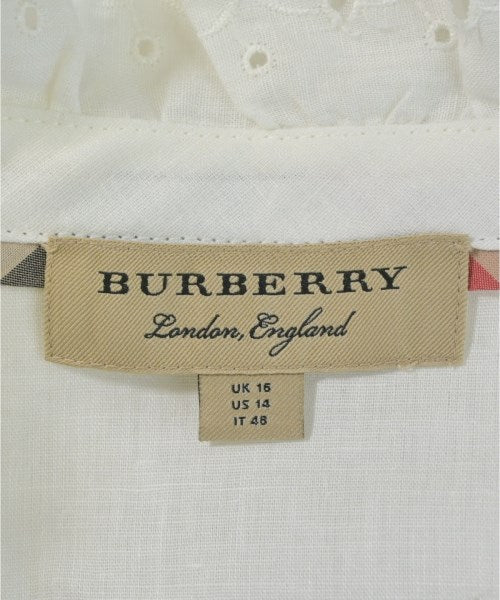 BURBERRY
London, England
UK 16
US 14
IT 48